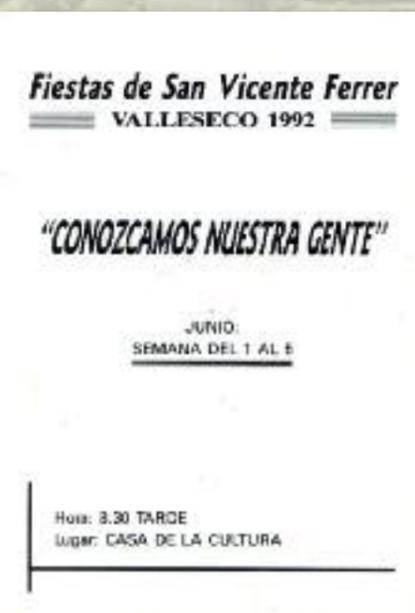 Fiestas de San Vicente Ferrer
VALLESECO 1992
"CONOZCAMOS NUESTRA GENTE"
JUNIO:
SEMANA DEL 1 AL
Hora: 8.30 TARDE
Lugar: CASA DE LA CULTURA